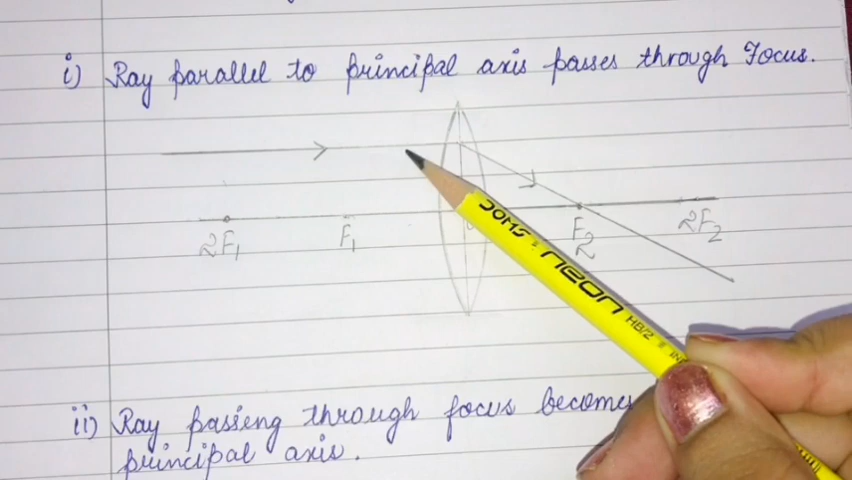 i) Ray parallel to principal axis passes through Focus.
2F₁ F₁ F₂ 2F₂
DOMS NEON HB/2
ii) Ray passing through focus becomes
principal axis.